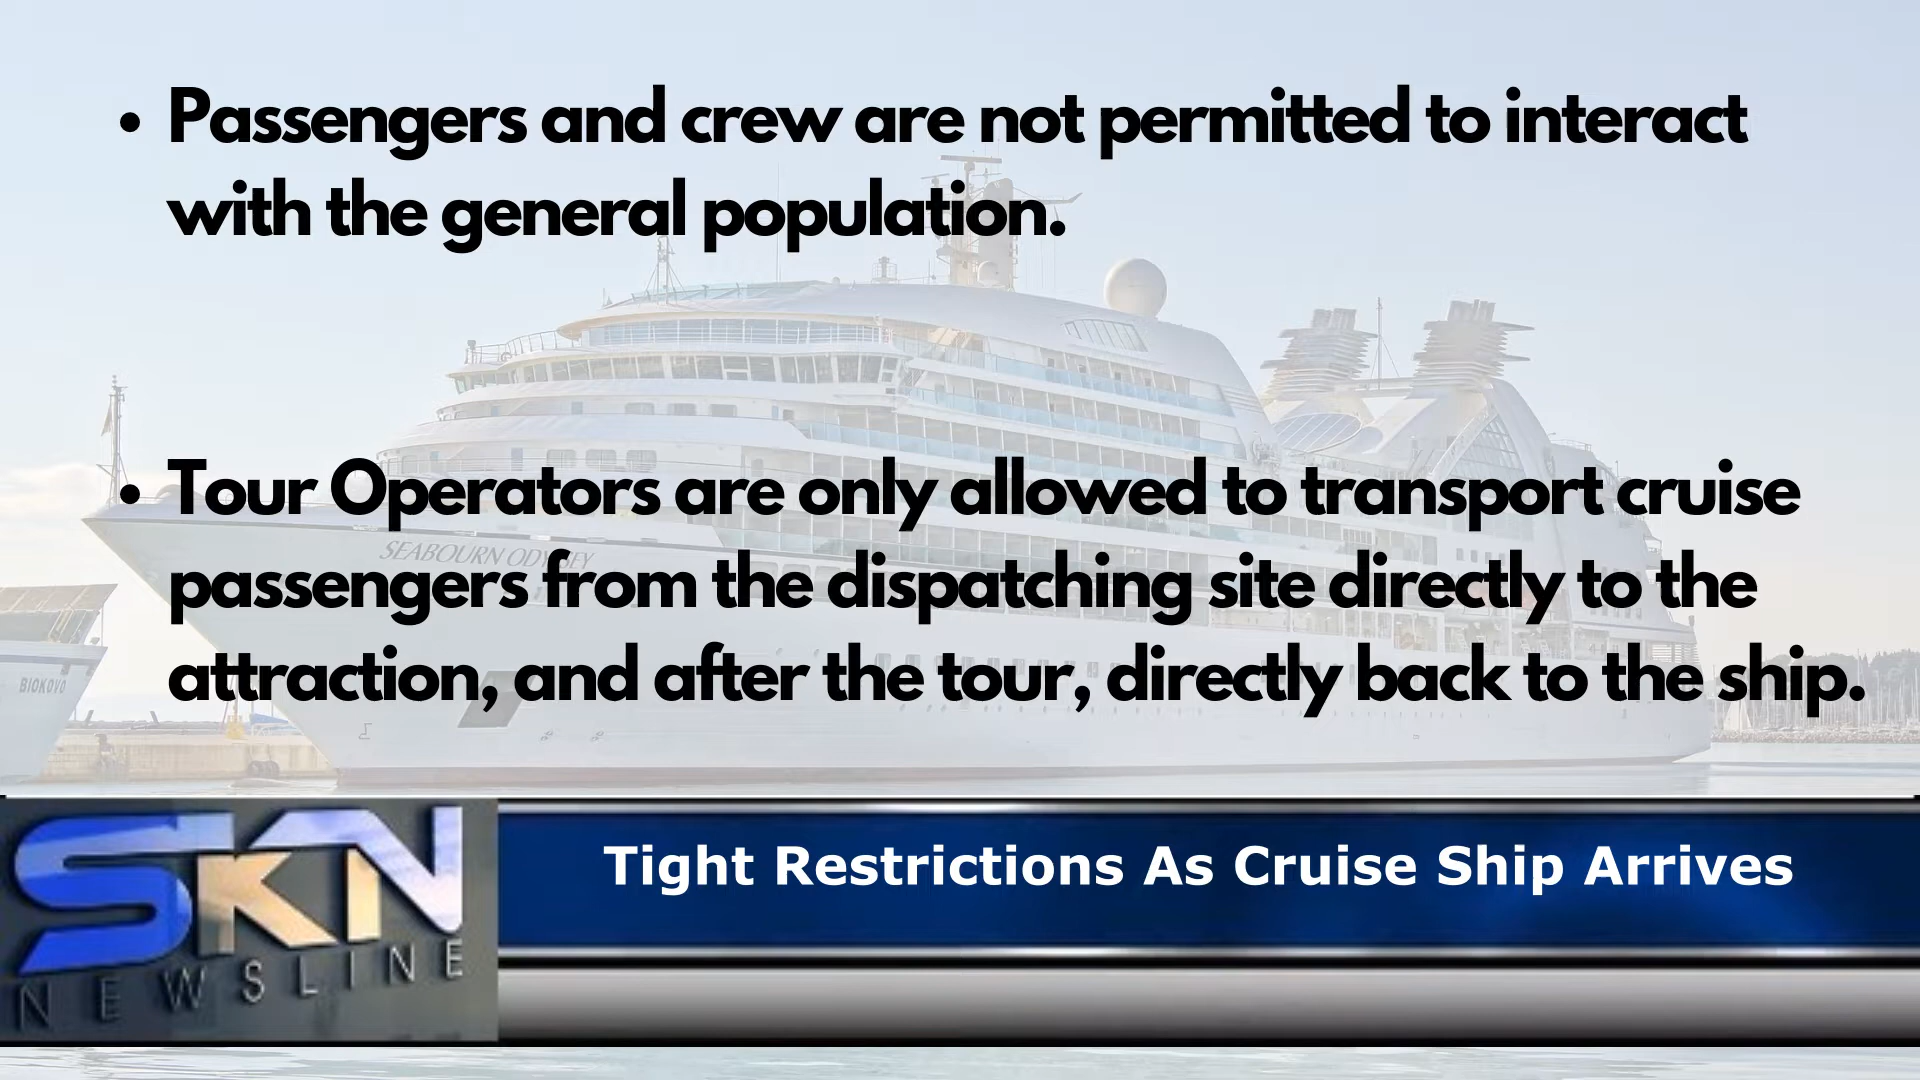 • Passengers and crew are not permitted to interact
with the general population.
• Tour Operators are only allowed to transport cruise
passengers from the dispatching site directly to the
attraction, and after the tour, directly back to the ship.
SEABOURN ODYSSEY
BIOKOVO
SKN
NEWSLINE
Tight Restrictions As Cruise Ship Arrives